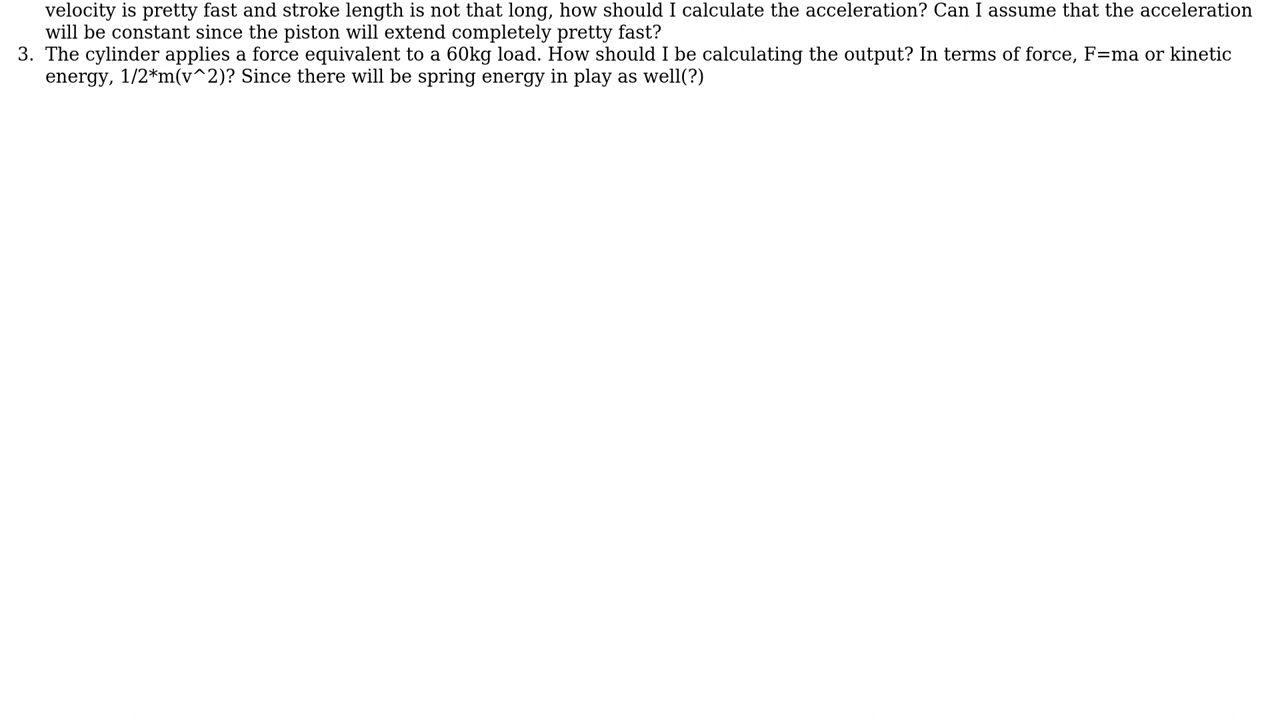 velocity is pretty fast and stroke length is not that long, how should I calculate the acceleration? Can I assume that the acceleration
will be constant since the piston will extend completely pretty fast?
3. The cylinder applies a force equivalent to a 60kg load. How should I be calculating the output? In terms of force, F=ma or kinetic
energy, 1/2*m(v^2)? Since there will be spring energy in play as well(?)